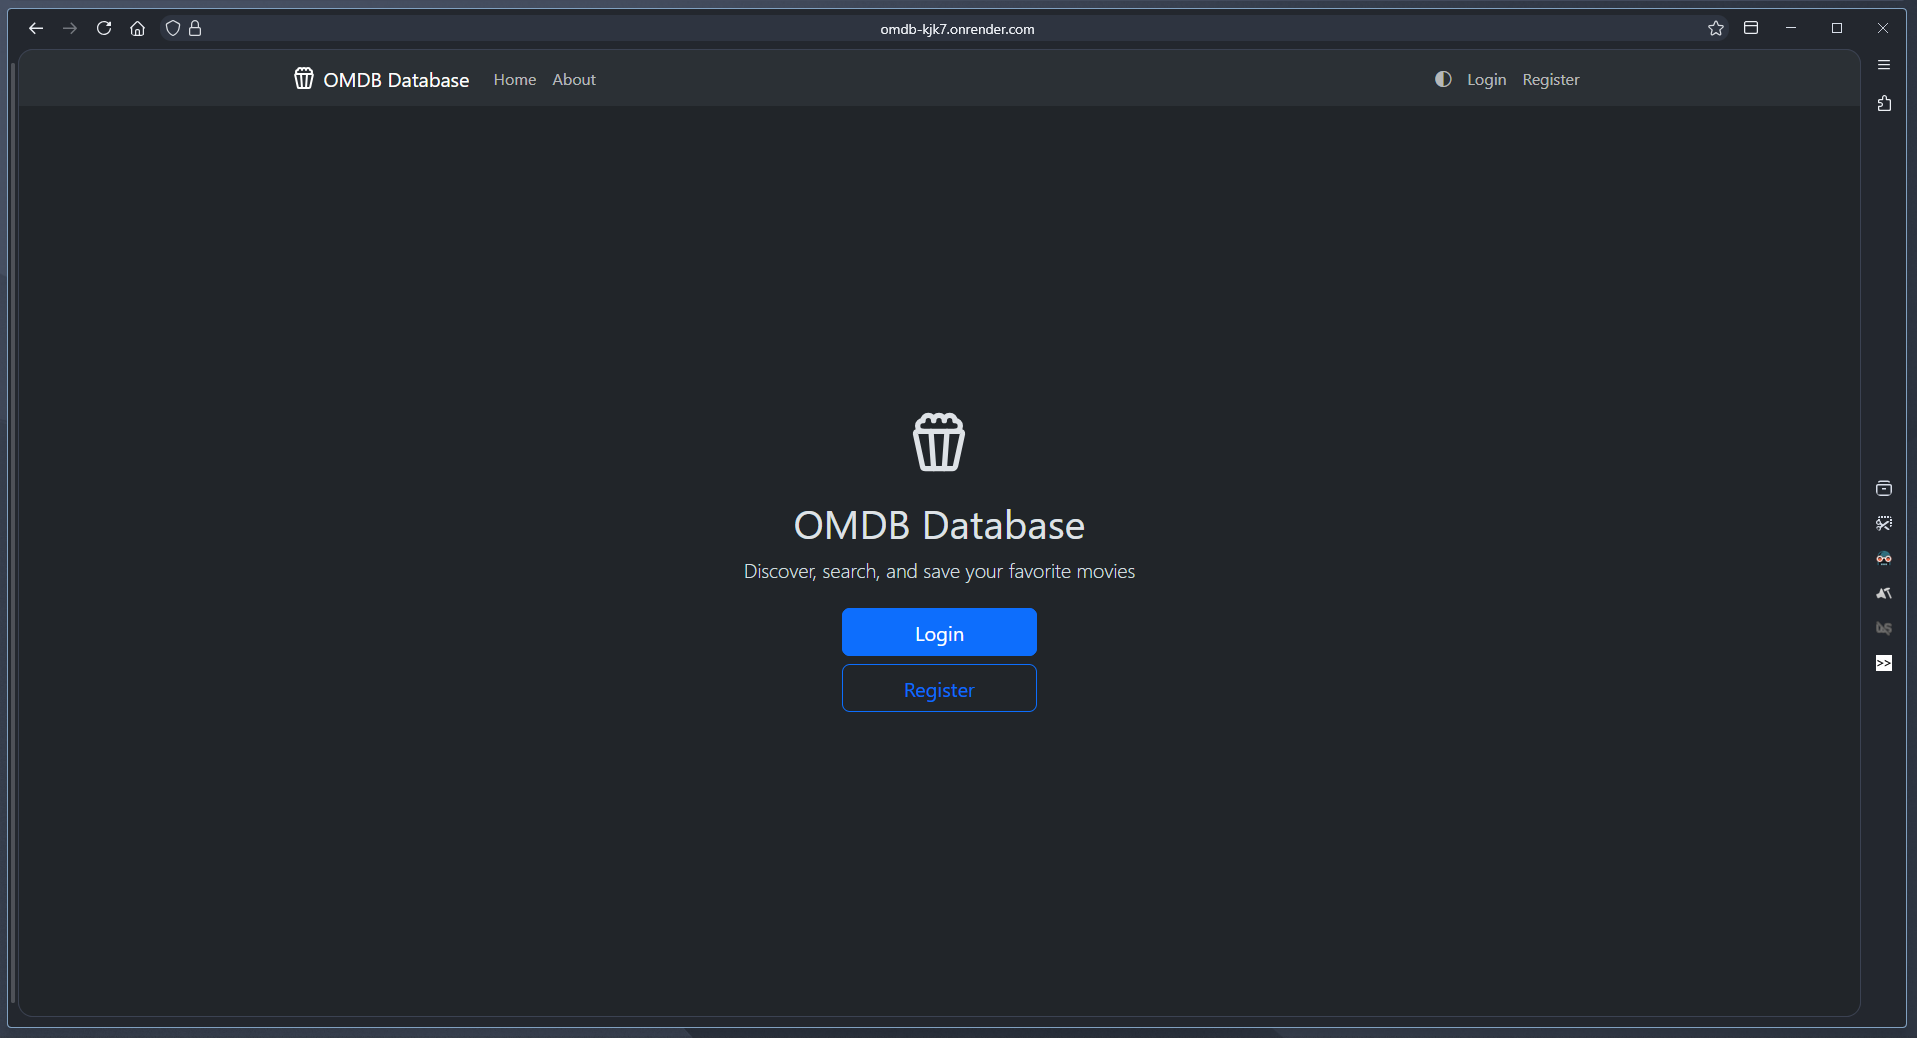 omdb-kjk7.onrender.com
OMDB Database Home About Login Register
OMDB Database
Discover, search, and save your favorite movies
Login
Register
>>